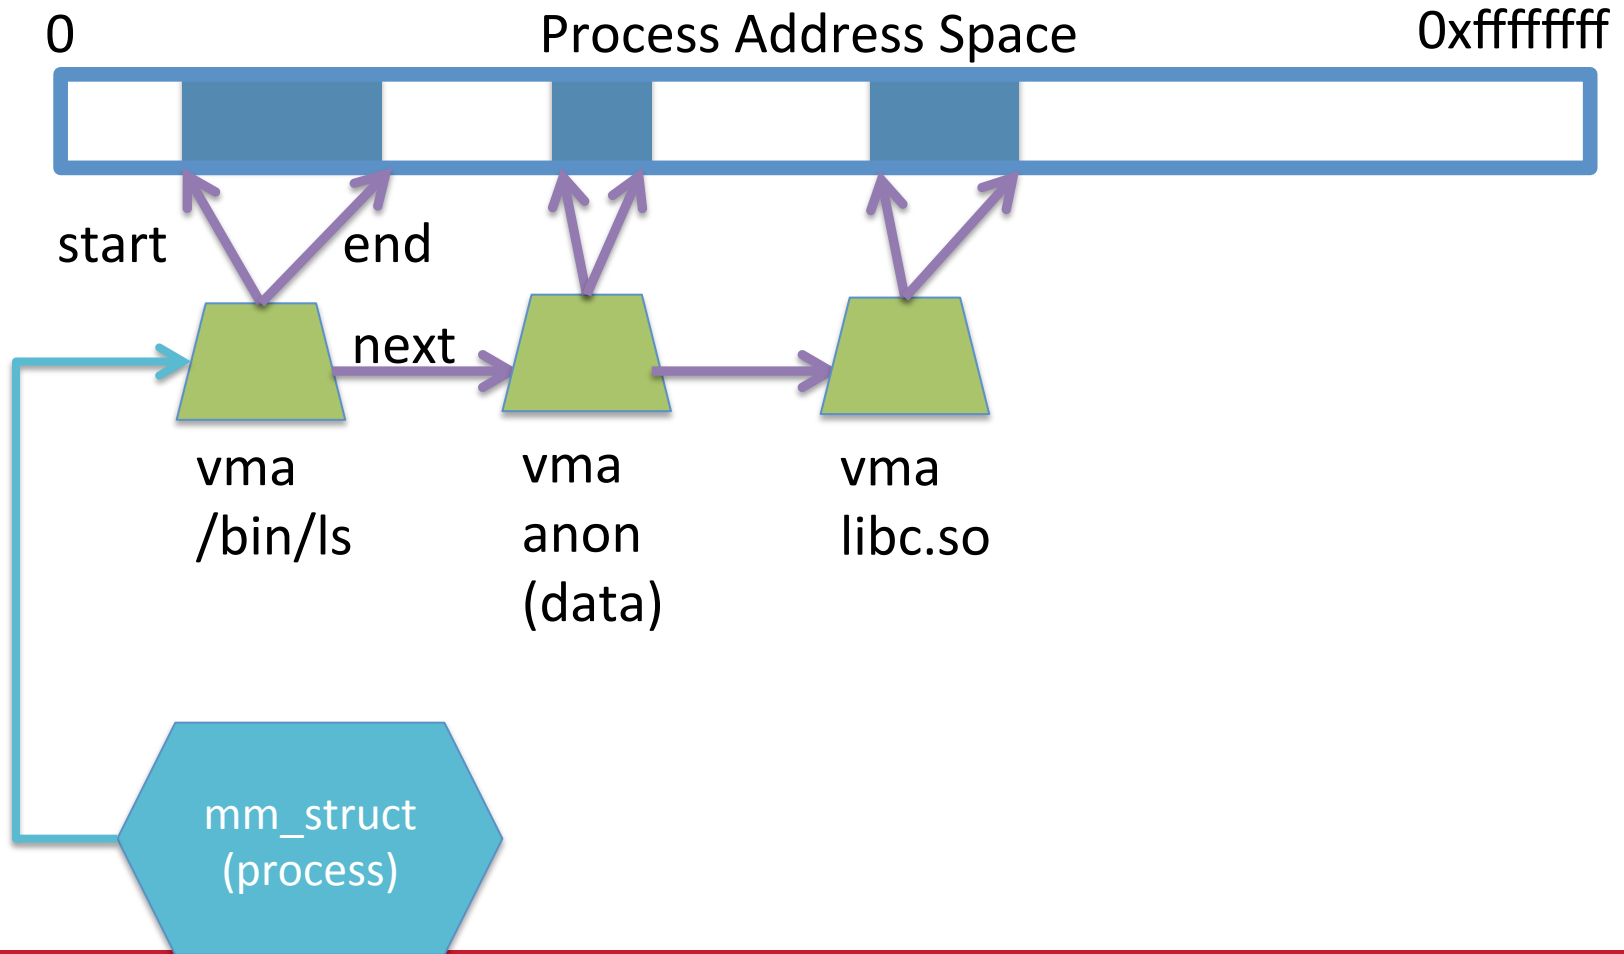 0
Process Address Space
0xffffffff
start
end
next
vma
/bin/ls
vma
anon
(data)
vma
libc.so
mm_struct
(process)